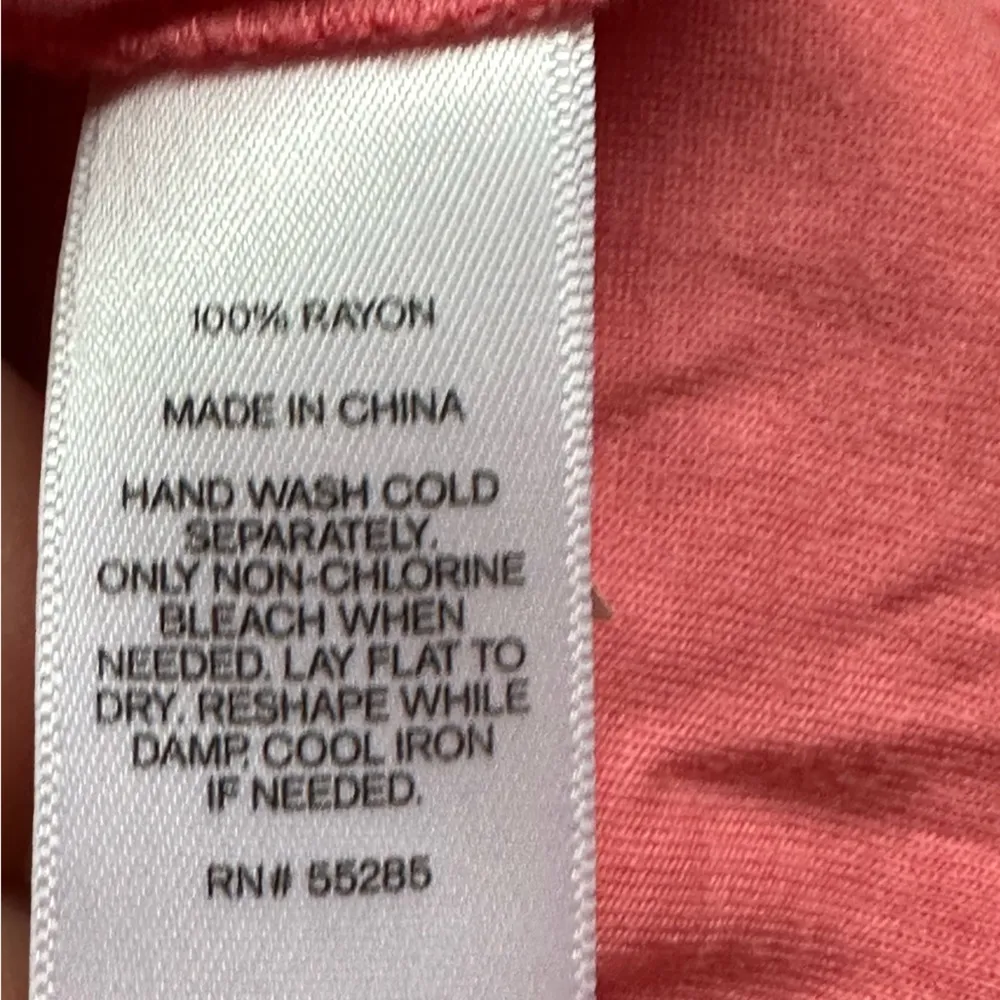 100% RAYON
MADE IN CHINA
HAND WASH COLD
SEPARATELY.
ONLY NON-CHLORINE
BLEACH WHEN
NEEDED. LAY FLAT TO
DRY. RESHAPE WHILE
DAMP. COOL IRON
IF NEEDED.
RN# 55285